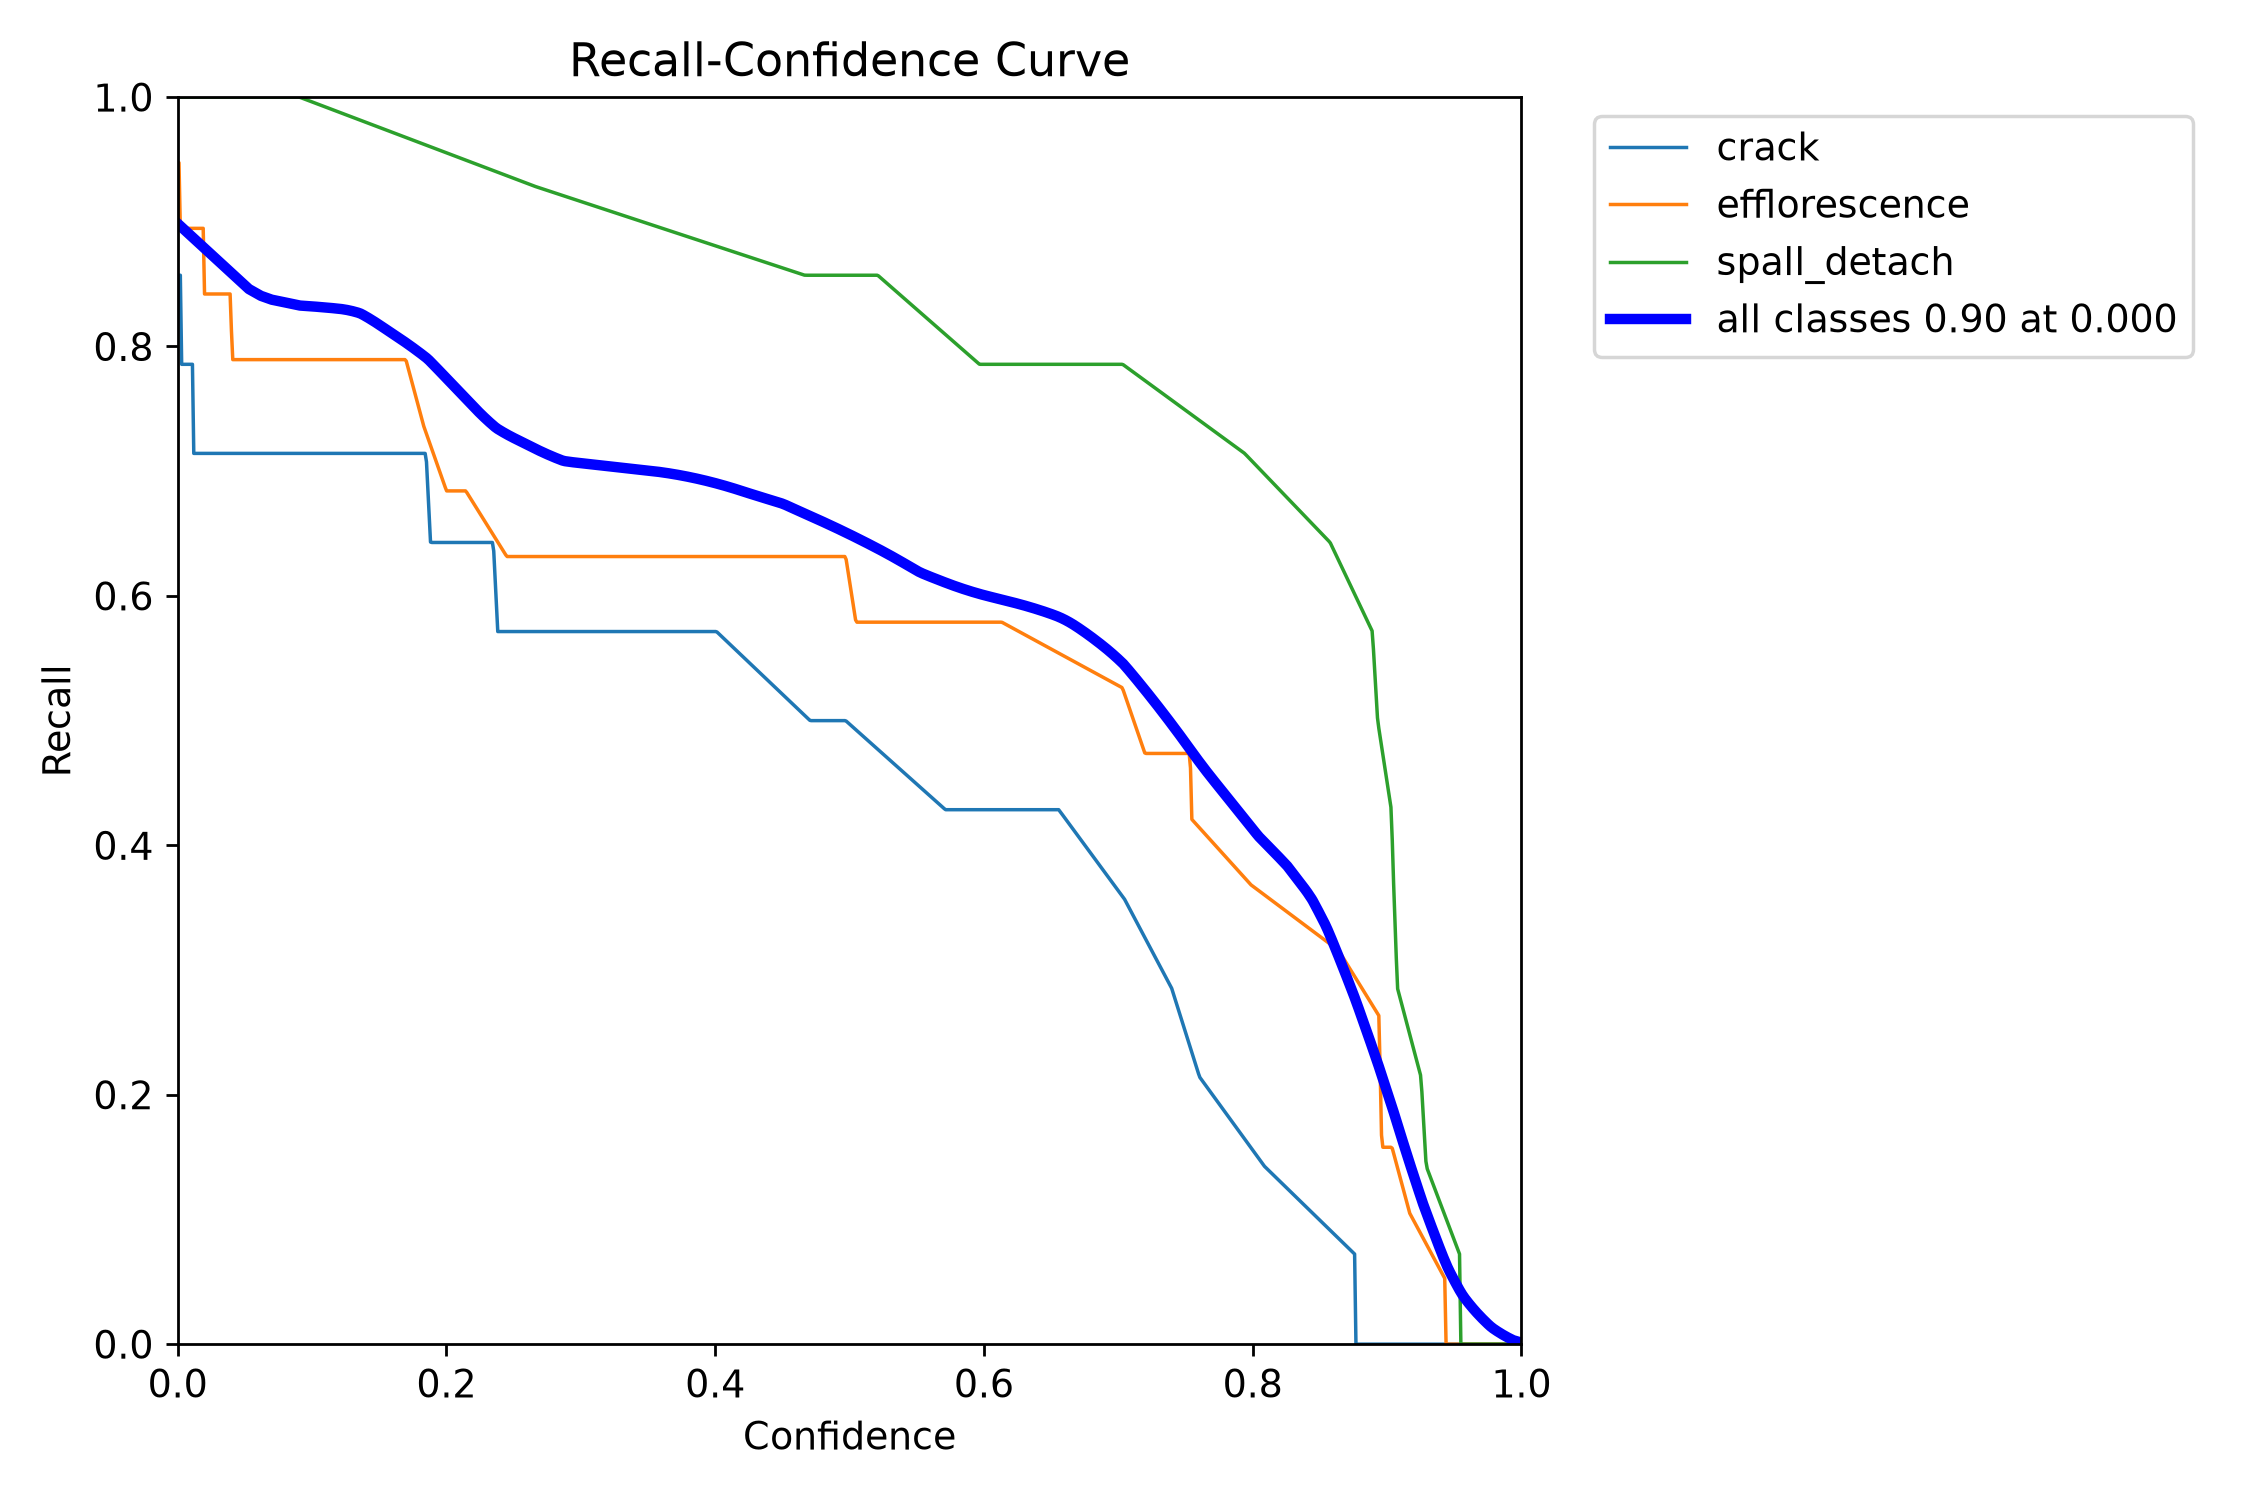 Recall-Confidence Curve
1.0
0.8
0.6
0.4
0.2
0.0
Recall
0.0 0.2 0.4 0.6 0.8 1.0
Confidence
crack
efflorescence
spall_detach
all classes 0.90 at 0.000